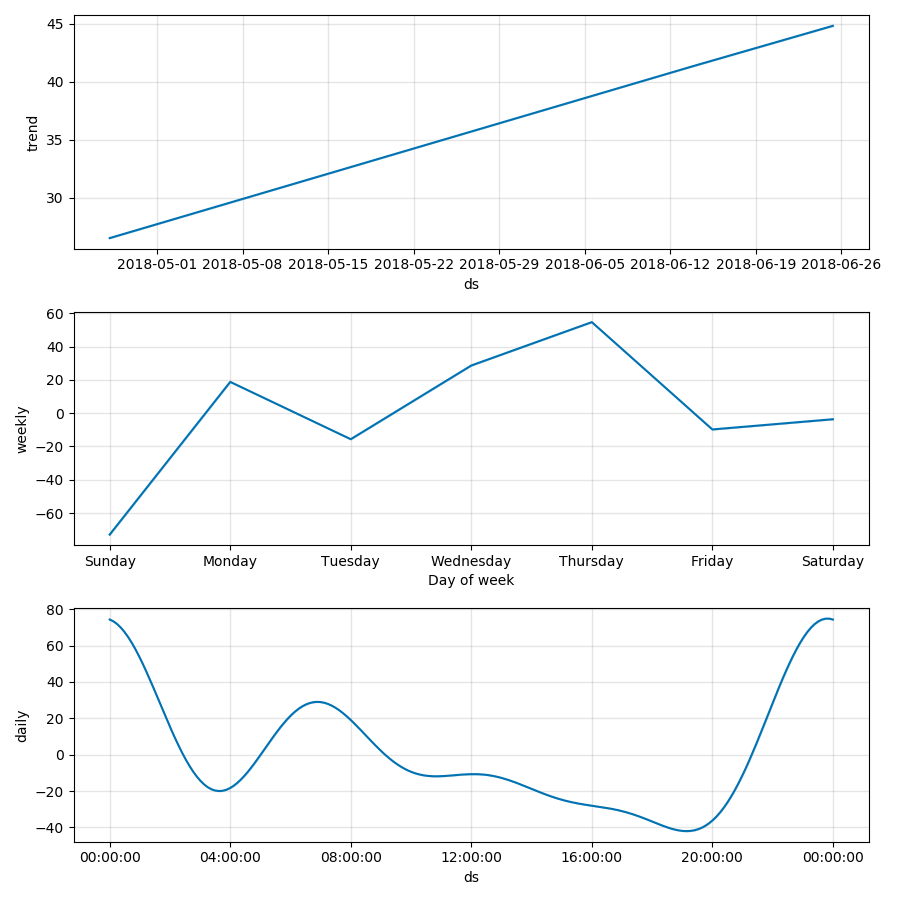 45
40
35
30
trend
2018-05-01 2018-05-08 2018-05-15 2018-05-22 2018-05-29 2018-06-05 2018-06-12 2018-06-19 2018-06-26
ds
60
40
20
0
−20
−40
−60
weekly
Sunday Monday Tuesday Wednesday Thursday Friday Saturday
Day of week
80
60
40
20
0
−20
−40
daily
00:00:00 04:00:00 08:00:00 12:00:00 16:00:00 20:00:00 00:00:00
ds